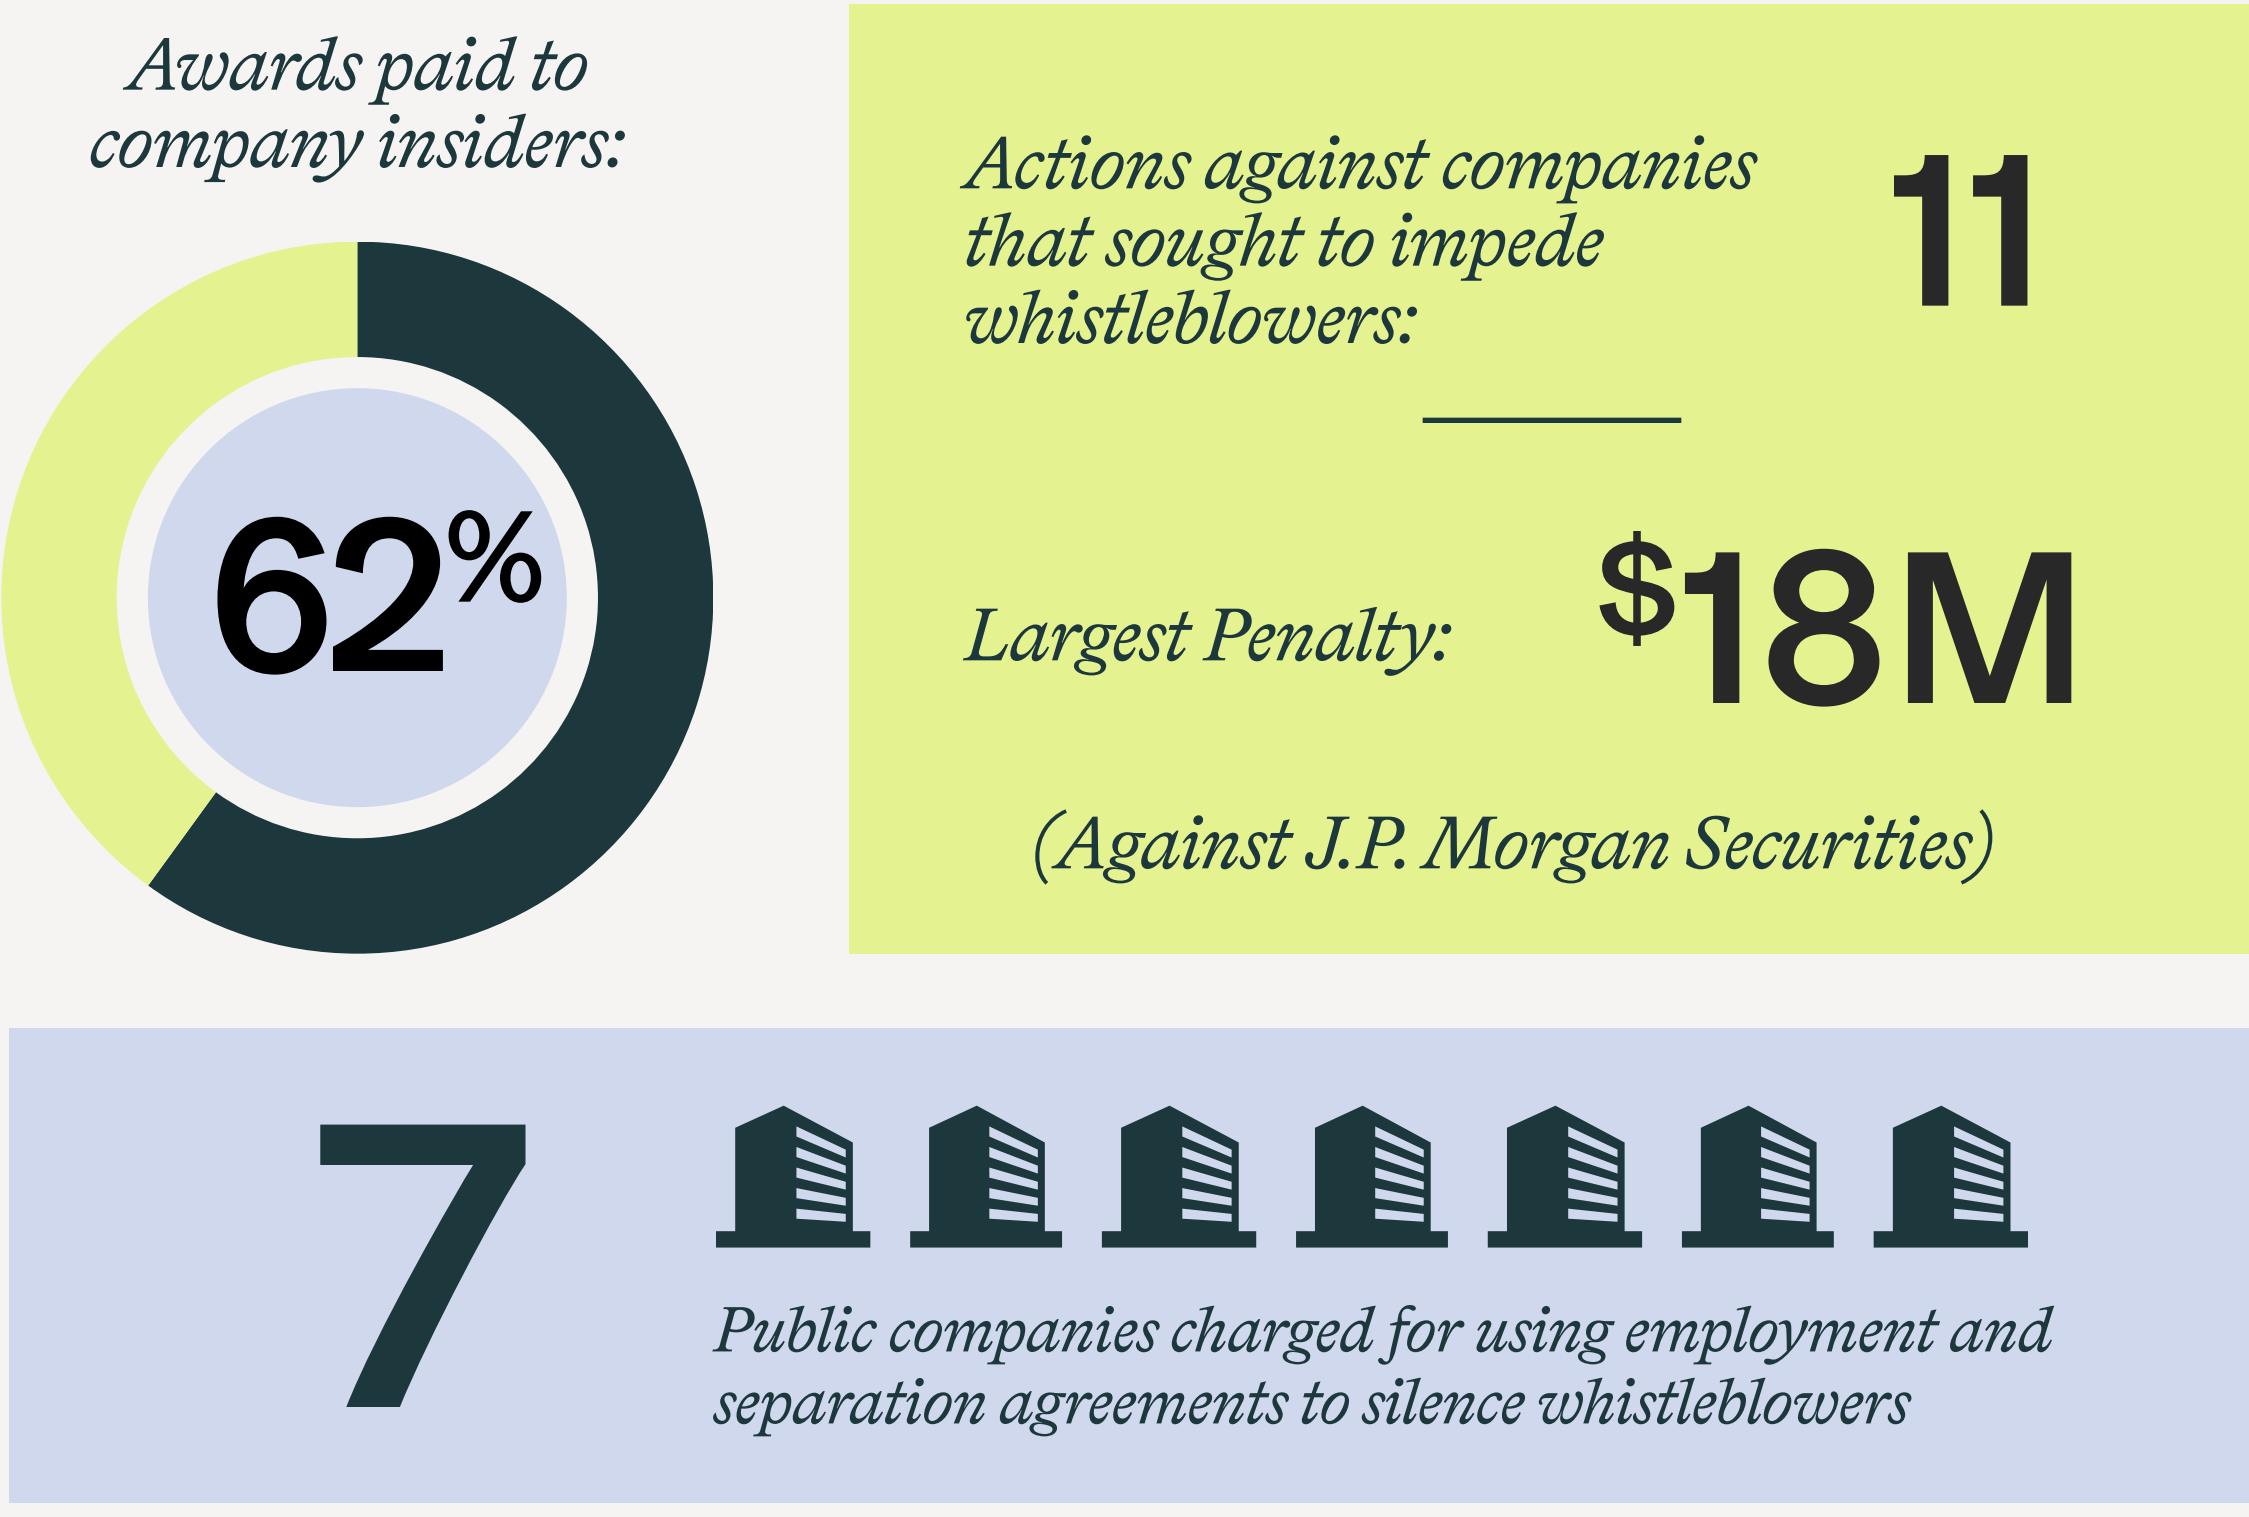 Awards paid to
company insiders:
62%
Actions against companies
that sought to impede
whistleblowers:
11
Largest Penalty:
$18M
(Against J.P. Morgan Securities)
7
Public companies charged for using employment and
separation agreements to silence whistleblowers